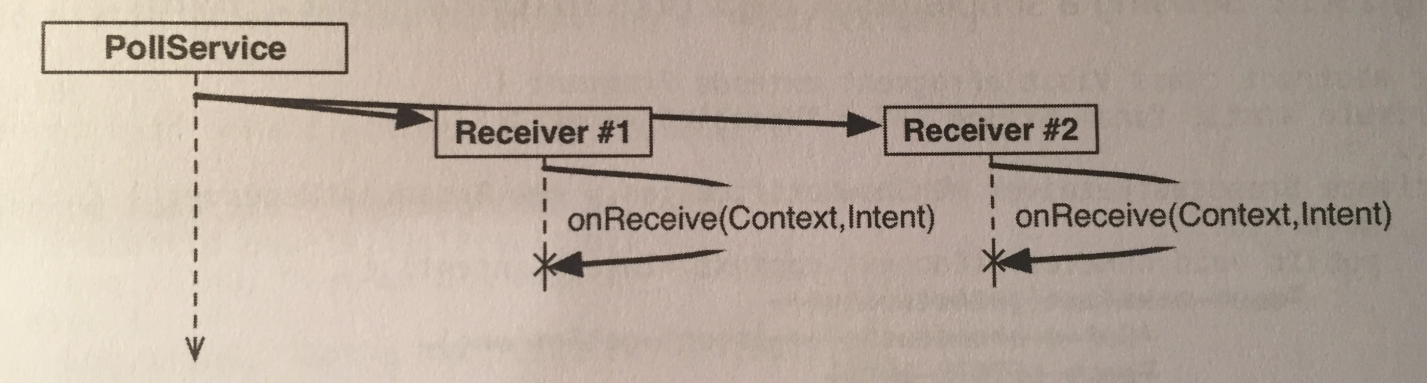 PollService
Receiver #1
Receiver #2
onReceive(Context,Intent)
onReceive(Context,Intent)